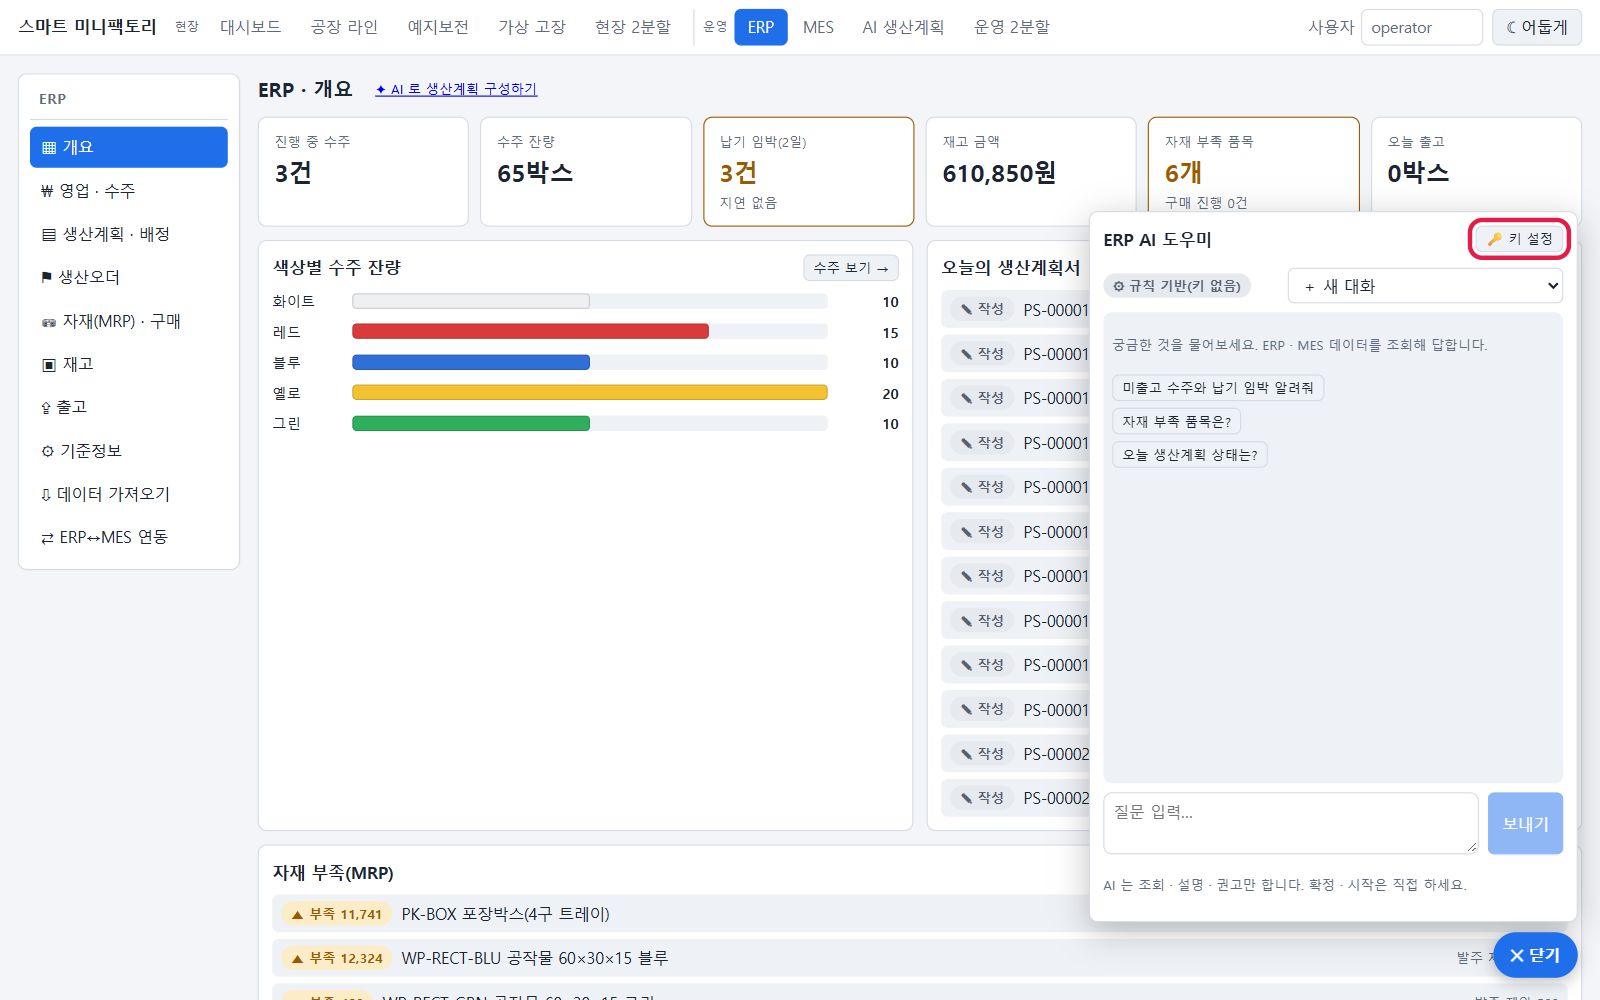 스마트 미니팩토리 현장 대시보드 공장 라인 예지보전 가상 고장 현장 2분할 운영 ERP MES AI 생산계획 운영 2분할 사용자 operator ☾ 어둡게
ERP
▦ 개요
₩ 영업 · 수주
▤ 생산계획 · 배정
⚑ 생산오더
자재(MRP) · 구매
▣ 재고
⇪ 출고
⚙ 기준정보
⇩ 데이터 가져오기
⇄ ERP↔MES 연동
ERP · 개요 ✦ AI 로 생산계획 구성하기
진행 중 수주
3건
수주 잔량
65박스
납기 임박(2일)
3건
지연 없음
재고 금액
610,850원
자재 부족 품목
6개
구매 진행 0건
오늘 출고
0박스
색상별 수주 잔량 수주 보기 →
화이트 10
레드 15
블루 10
옐로 20
그린 10
오늘의 생산계획서
✎ 작성 PS-00001
✎ 작성 PS-00001
✎ 작성 PS-00001
✎ 작성 PS-00001
✎ 작성 PS-00001
✎ 작성 PS-00001
✎ 작성 PS-00001
✎ 작성 PS-00001
✎ 작성 PS-00001
✎ 작성 PS-00001
✎ 작성 PS-00002
✎ 작성 PS-00002
자재 부족(MRP)
▲ 부족 11,741 PK-BOX 포장박스(4구 트레이)
▲ 부족 12,324 WP-RECT-BLU 공작물 60×30×15 블루 발주
ERP AI 도우미 🔑 키 설정
⚙ 규칙 기반(키 없음) + 새 대화
궁금한 것을 물어보세요. ERP · MES 데이터를 조회해 답합니다.
미출고 수주와 납기 임박 알려줘
자재 부족 품목은?
오늘 생산계획 상태는?
질문 입력... 보내기
AI 는 조회 · 설명 · 권고만 합니다. 확정 · 시작은 직접 하세요.
✕ 닫기